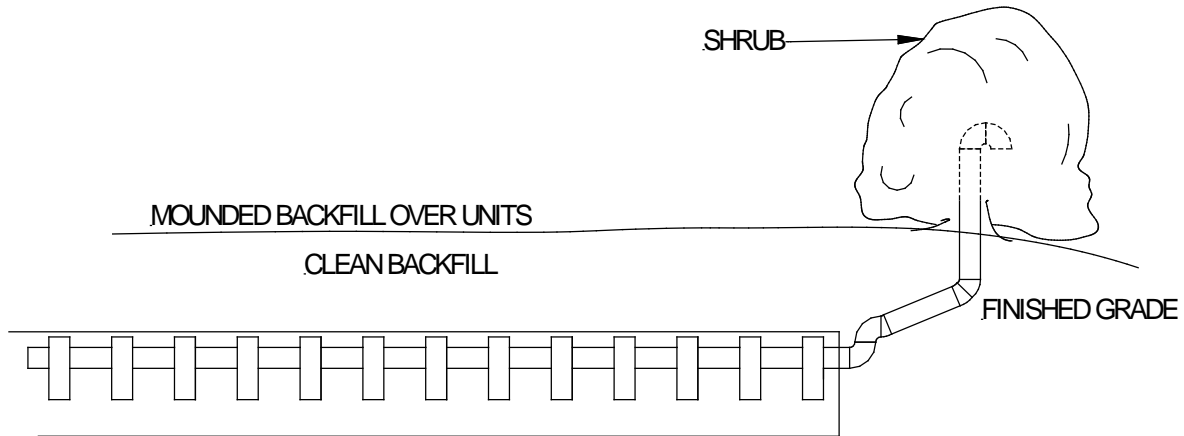 SHRUB
MOUNDED BACKFILL OVER UNITS
CLEAN BACKFILL
FINISHED GRADE